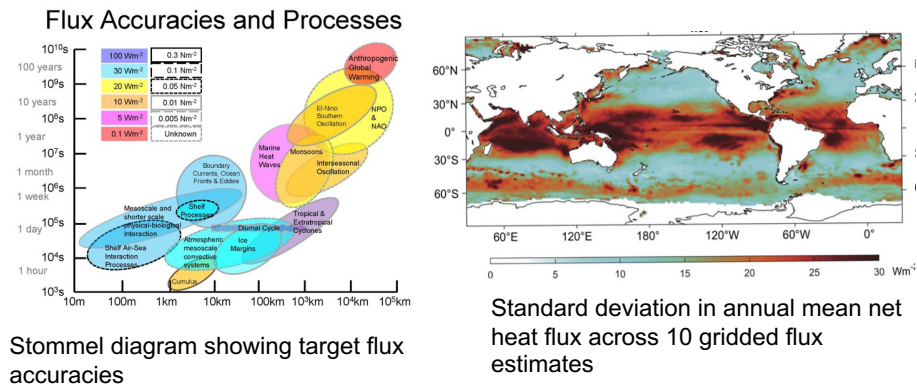 Flux Accuracies and Processes
10¹⁰s
100 years
10⁹s
10 years
10⁸s
1 year
10⁷s
1 month
10⁶s
1 week
10⁵s
1 day
10⁴s
1 hour
10³s
10m
100m
1km
10km
100km
10³km
10⁴km
10⁵km
100 Wm⁻²
0.3 Nm⁻²
30 Wm⁻²
0.1 Nm⁻²
20 Wm⁻²
0.05 Nm⁻²
10 Wm⁻²
0.01 Nm⁻²
5 Wm⁻²
0.005 Nm⁻²
0.1 Wm⁻²
Unknown
Anthropogenic
Global
Warming
El-Nino
Southern
Oscillation
NPO
&
NAO
Marine
Heat
Waves
Monsoons
Interseasonal
Oscillation
Boundary
Currents, Ocean
Fronts & Eddies
Shelf
Processes
Mesoscale and
shorter scale
physical-biological
Interaction
Shelf Air-Sea
Interaction
Processes
Atmospheric
mesoscale
convective
systems
Cumulus
Diurnal Cycle
Ice
Margins
Tropical &
Extratropical
Cyclones
Stommel diagram showing target flux
accuracies
60°N
30°N
0°
30°S
60°S
60°E
120°E
180°W
120°W
60°W
0°
0
5
10
15
20
25
30
Wm⁻²
Standard deviation in annual mean net
heat flux across 10 gridded flux
estimates